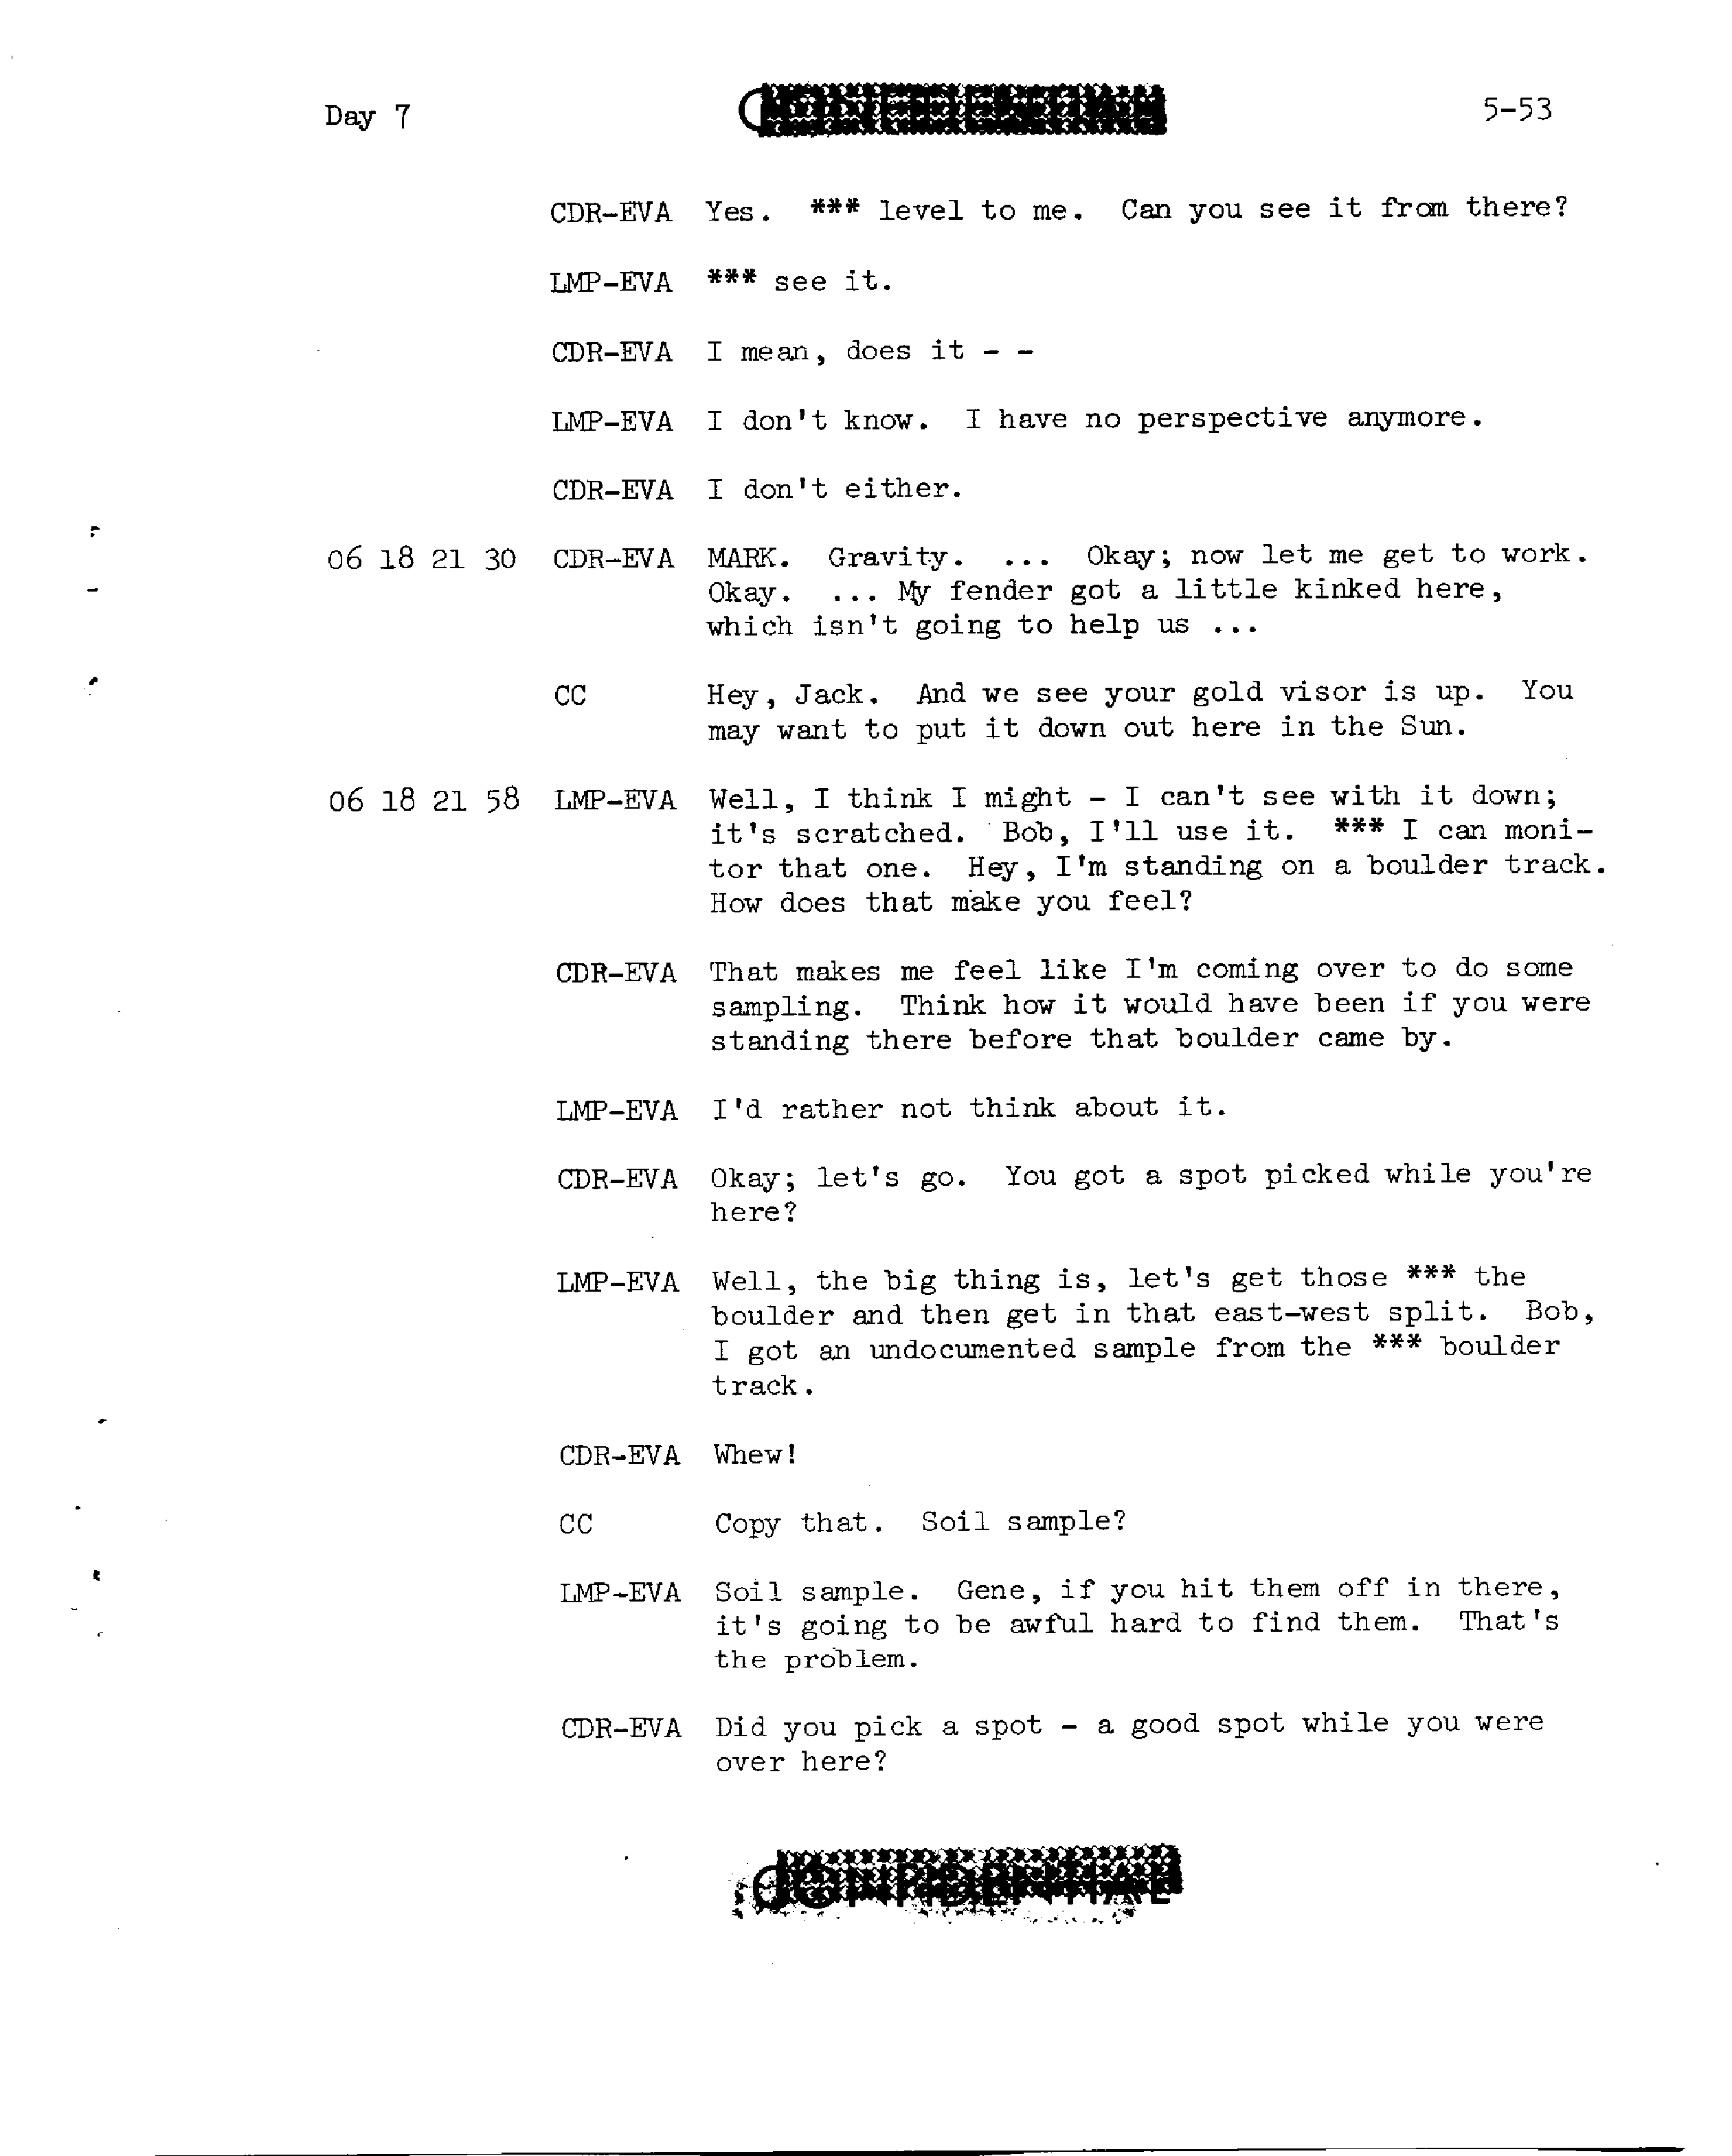 Day 7
5-53
CDR-EVA Yes. *** level to me. Can you see it from there?
LMP-EVA *** see it.
CDR-EVA I mean, does it - -
LMP-EVA I don't know. I have no perspective anymore.
CDR-EVA I don't either.
06 18 21 30 CDR-EVA MARK. Gravity. ... Okay; now let me get to work.
Okay. ... My fender got a little kinked here,
which isn't going to help us ...
CC Hey, Jack. And we see your gold visor is up. You
may want to put it down out here in the Sun.
06 18 21 58 LMP-EVA Well, I think I might - I can't see with it down;
it's scratched. Bob, I'll use it. *** I can moni-
tor that one. Hey, I'm standing on a boulder track.
How does that make you feel?
CDR-EVA That makes me feel like I'm coming over to do some
sampling. Think how it would have been if you were
standing there before that boulder came by.
LMP-EVA I'd rather not think about it.
CDR-EVA Okay; let's go. You got a spot picked while you're
here?
LMP-EVA Well, the big thing is, let's get those *** the
boulder and then get in that east-west split. Bob,
I got an undocumented sample from the *** boulder
track.
CDR-EVA Whew!
CC Copy that. Soil sample?
LMP-EVA Soil sample. Gene, if you hit them off in there,
it's going to be awful hard to find them. That's
the problem.
CDR-EVA Did you pick a spot - a good spot while you were
over here?